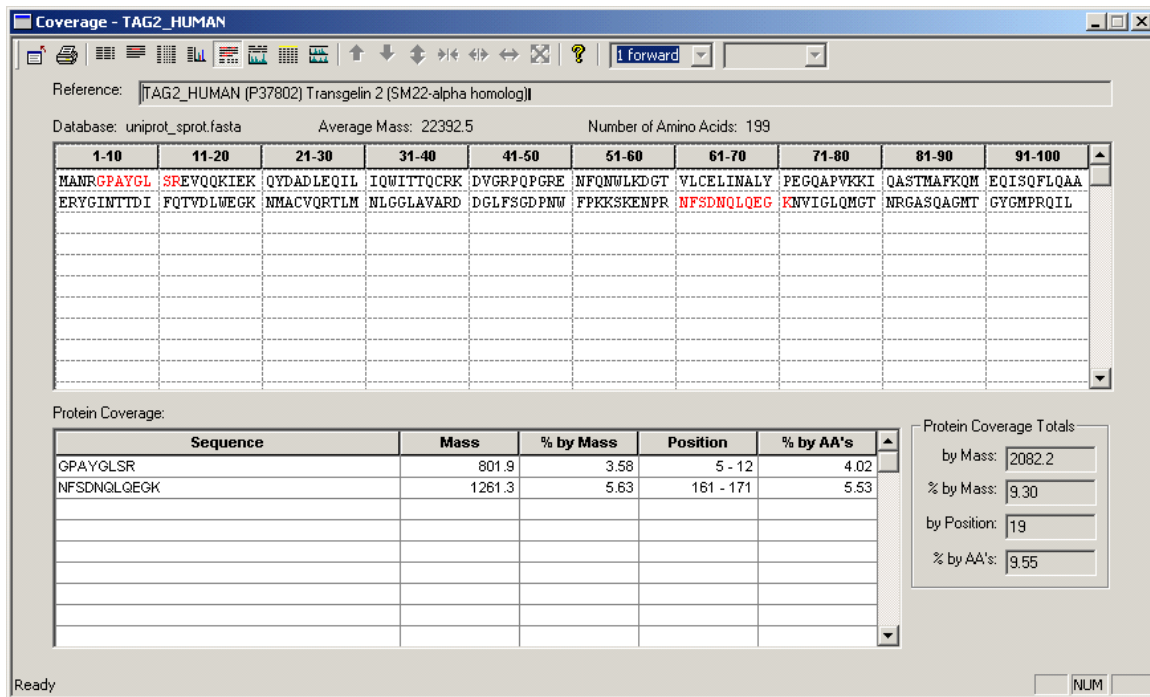 Coverage - TAG2_HUMAN
1 forward
Reference: TAG2_HUMAN (P37802) Transgelin 2 (SM22-alpha homolog)
Database: uniprot_sprot.fasta Average Mass: 22392.5 Number of Amino Acids: 199
1-10 11-20 21-30 31-40 41-50 51-60 61-70 71-80 81-90 91-100
MANRGPAYGL SREVQQKIEK QYDADLEQIL IQWITTQCRK DVGRPQPGRE NFQNWLKDGT VLCELINALY PEGQAPVKKI QASTMAFKQM EQISQFLQAA
ERYGINTTDI FQTVDLWEGK NMACVQRTLM NLGGLAVARD DGLFSGDPNW FPKKSKENPR NFSDNQLQEG KNVIGLQMGT NRGASQAGMT GYGMPRQIL
Protein Coverage:
Sequence Mass % by Mass Position % by AA's
GPAYGLSR 801.9 3.58 5 - 12 4.02
NFSDNQLQEGK 1261.3 5.63 161 - 171 5.53
Protein Coverage Totals
by Mass: 2082.2
% by Mass: 9.30
by Position: 19
% by AA's: 9.55
Ready NUM